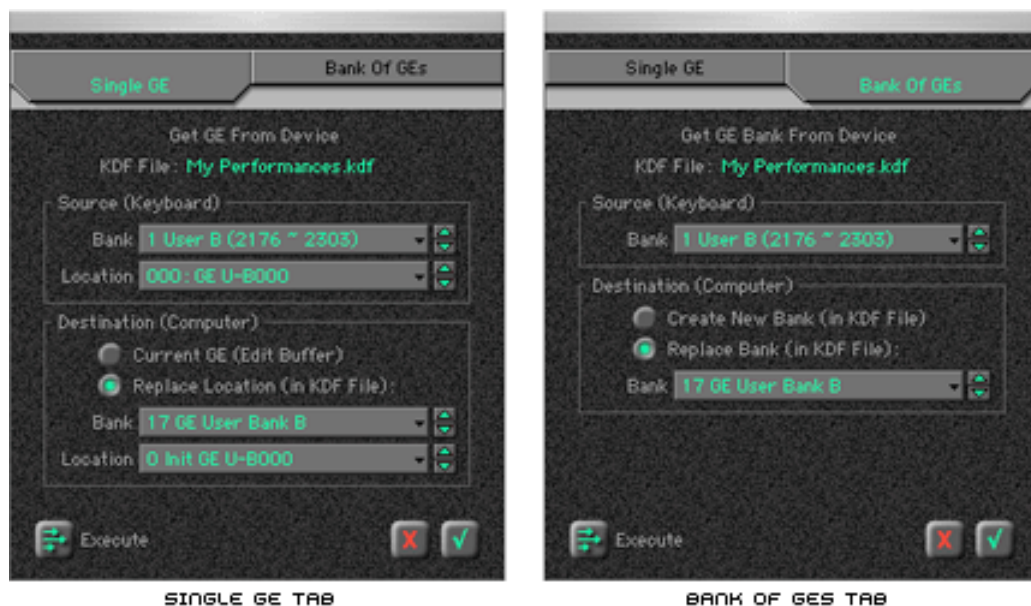 Single GE
Bank Of GEs
Get GE From Device
KDF File: My Performances.kdf
Source (Keyboard)
Bank 1 User B (2176 ~ 2303)
Location 000: GE U-B000
Destination (Computer)
Current GE (Edit Buffer)
Replace Location (in KDF File):
Bank 17 GE User Bank B
Location 0 Init GE U-B000
Execute
X √
SINGLE GE TAB
Single GE
Bank Of GEs
Get GE Bank From Device
KDF File: My Performances.kdf
Source (Keyboard)
Bank 1 User B (2176 ~ 2303)
Destination (Computer)
Create New Bank (in KDF File)
Replace Bank (in KDF File):
Bank 17 GE User Bank B
Execute
X √
BANK OF GES TAB